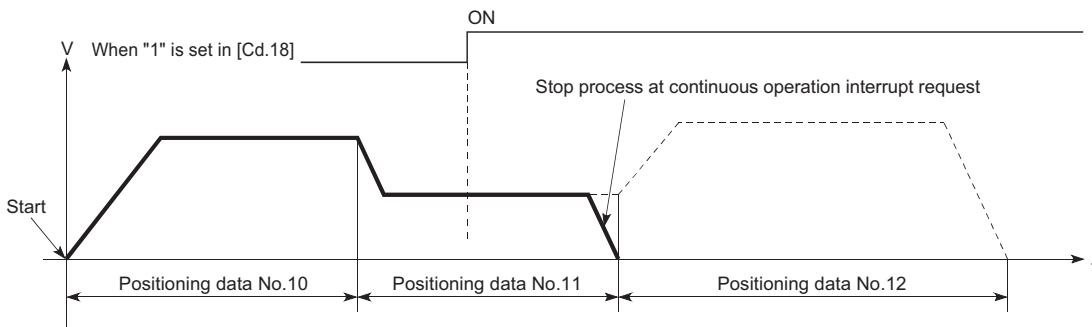 ON
V
When "1" is set in [Cd.18]
Stop process at continuous operation interrupt request
Start
Positioning data No.10
Positioning data No.11
Positioning data No.12